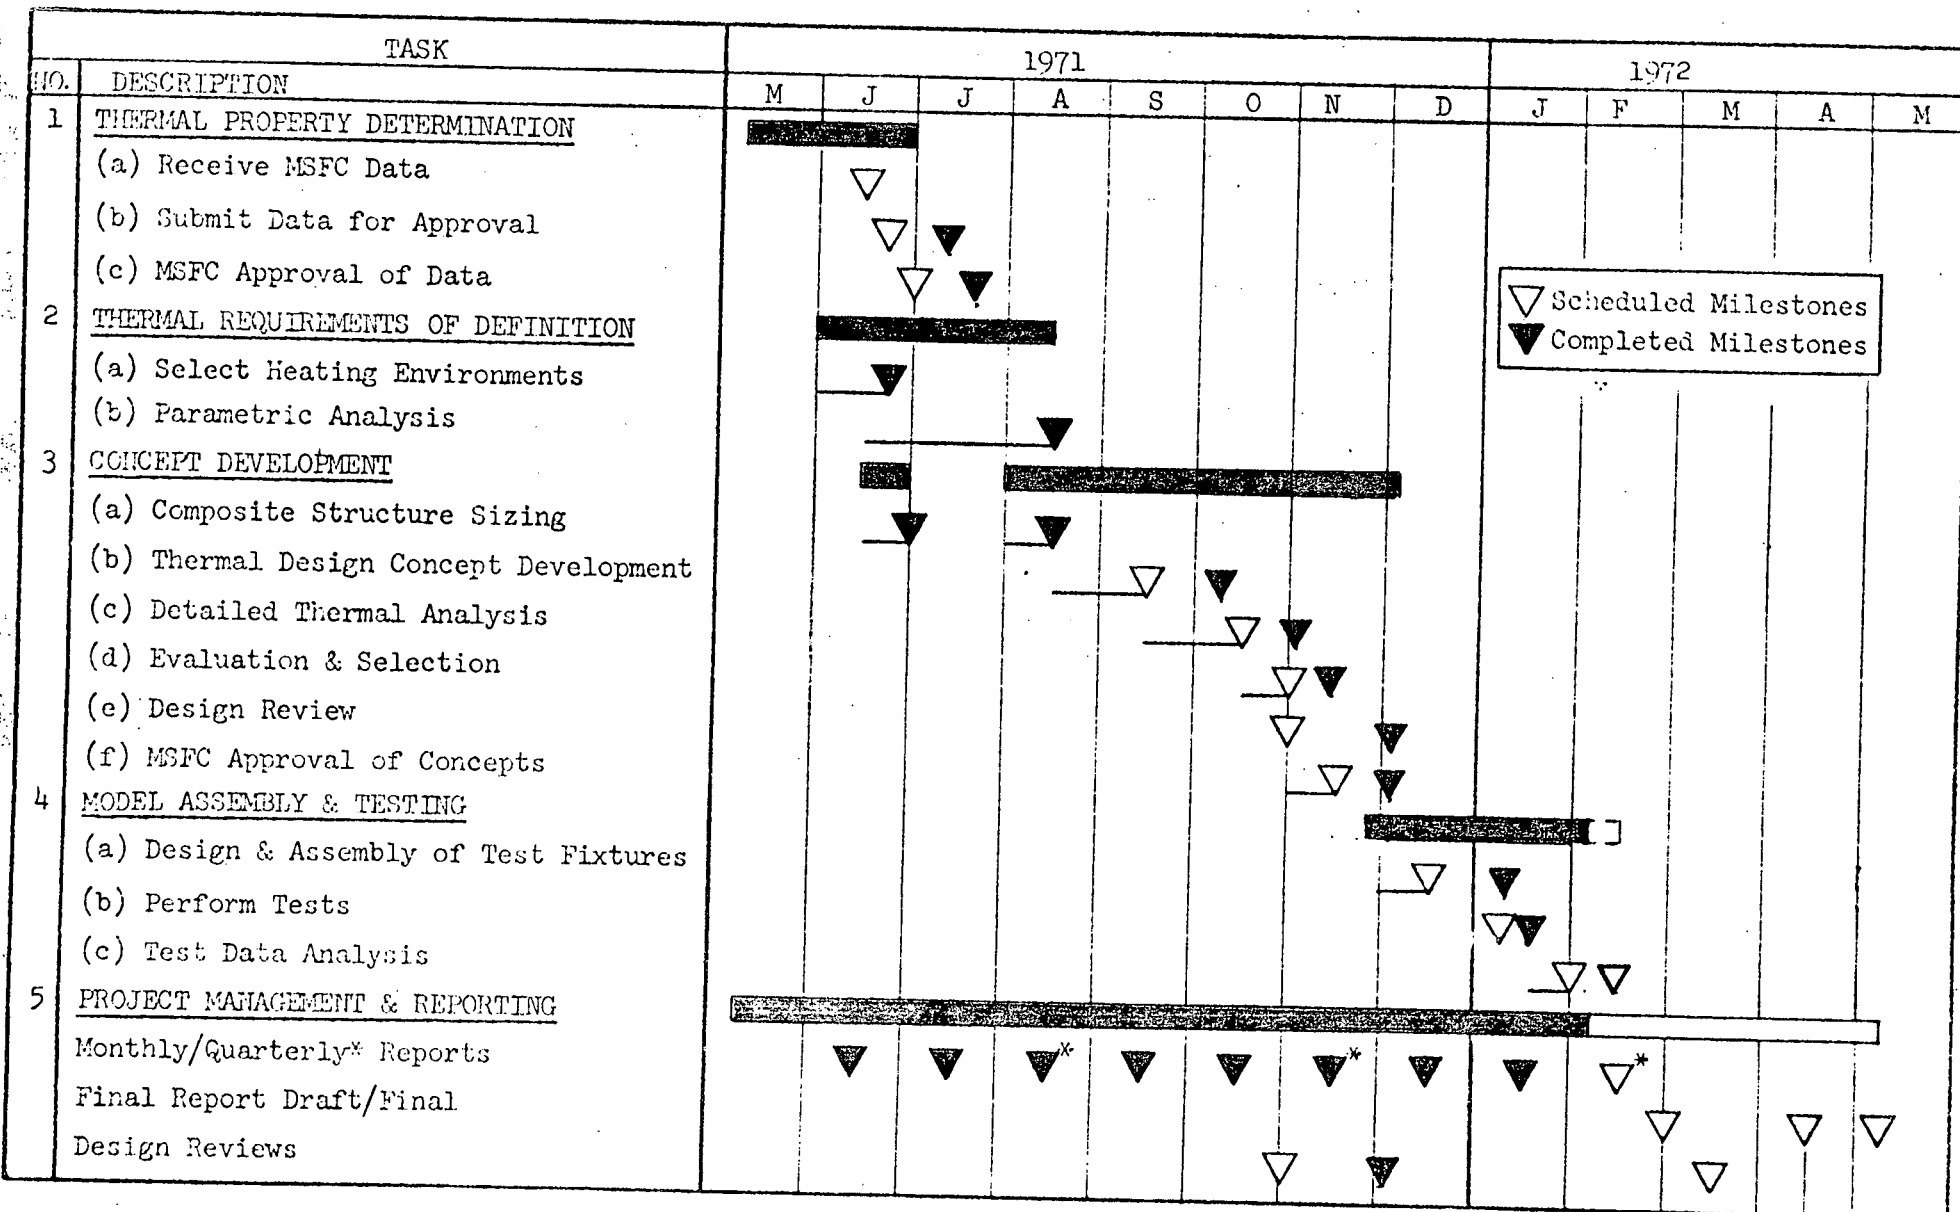 TASK
1971
1972
NO. DESCRIPTION
M J J A S O N D J F M A M
1 THERMAL PROPERTY DETERMINATION
(a) Receive MSFC Data
(b) Submit Data for Approval
(c) MSFC Approval of Data
2 THERMAL REQUIREMENTS OF DEFINITION
(a) Select Heating Environments
(b) Parametric Analysis
3 CONCEPT DEVELOPMENT
(a) Composite Structure Sizing
(b) Thermal Design Concept Development
(c) Detailed Thermal Analysis
(d) Evaluation & Selection
(e) Design Review
(f) MSFC Approval of Concepts
4 MODEL ASSEMBLY & TESTING
(a) Design & Assembly of Test Fixtures
(b) Perform Tests
(c) Test Data Analysis
5 PROJECT MANAGEMENT & REPORTING
Monthly/Quarterly* Reports
* * *
Final Report Draft/Final
Design Reviews
Scheduled Milestones
Completed Milestones